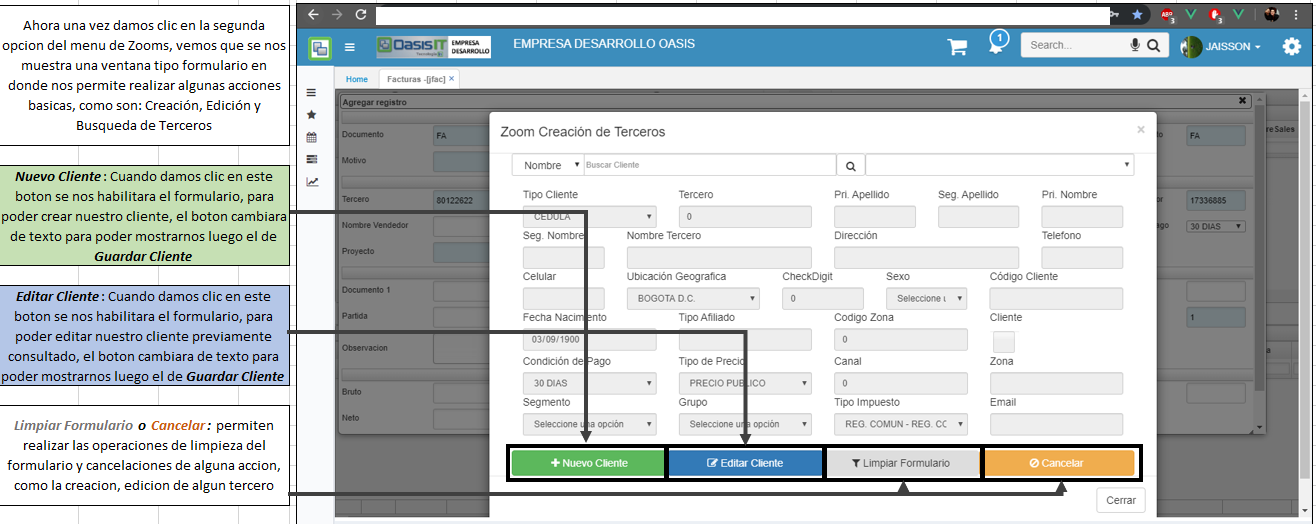 Ahora una vez damos clic en la segunda
opcion del menu de Zooms, vemos que se nos
muestra una ventana tipo formulario en
donde nos permite realizar algunas acciones
basicas, como son: Creación, Edición y
Busqueda de Terceros
Nuevo Cliente: Cuando damos clic en este
boton se nos habilitara el formulario, para
poder crear nuestro cliente, el boton cambiara
de texto para poder mostrarnos luego el de
Guardar Cliente
Editar Cliente: Cuando damos clic en este
boton se nos habilitara el formulario, para
poder editar nuestro cliente previamente
consultado, el boton cambiara de texto para
poder mostrarnos luego el de Guardar Cliente
Limpiar Formulario o Cancelar: permiten
realizar las operaciones de limpieza del
formulario y cancelaciones de alguna accion,
como la creacion, edicion de algun tercero
OasisIT EMPRESA DESARROLLO
EMPRESA DESARROLLO OASIS
1
Search...
JAISSON
Home
Facturas -[jfac] ×
Agregar registro
Documento FA
FA
re Sales
Motivo
Tercero 80122622
17336885
Nombre Vendedor
30 DIAS
Proyecto
Documento 1
Partida
1
Observacion
Bruto
Neto
Zoom Creación de Terceros ×
Nombre Buscar Cliente
Tipo Cliente Tercero Pri. Apellido Seg. Apellido Pri. Nombre
CEDULA 0
Seg. Nombre Nombre Tercero Dirección Telefono
Celular Ubicación Geografica CheckDigit Sexo Código Cliente
BOGOTA D.C. 0 Seleccione
Fecha Nacimento Tipo Afiliado Codigo Zona Cliente
03/09/1900 0
Condición de Pago Tipo de Precio Canal Zona
30 DIAS PRECIO PUBLICO 0
Segmento Grupo Tipo Impuesto Email
Seleccione una opción Seleccione una opción REG. COMUN - REG. CC
Nuevo Cliente Editar Cliente Limpiar Formulario Cancelar
Cerrar